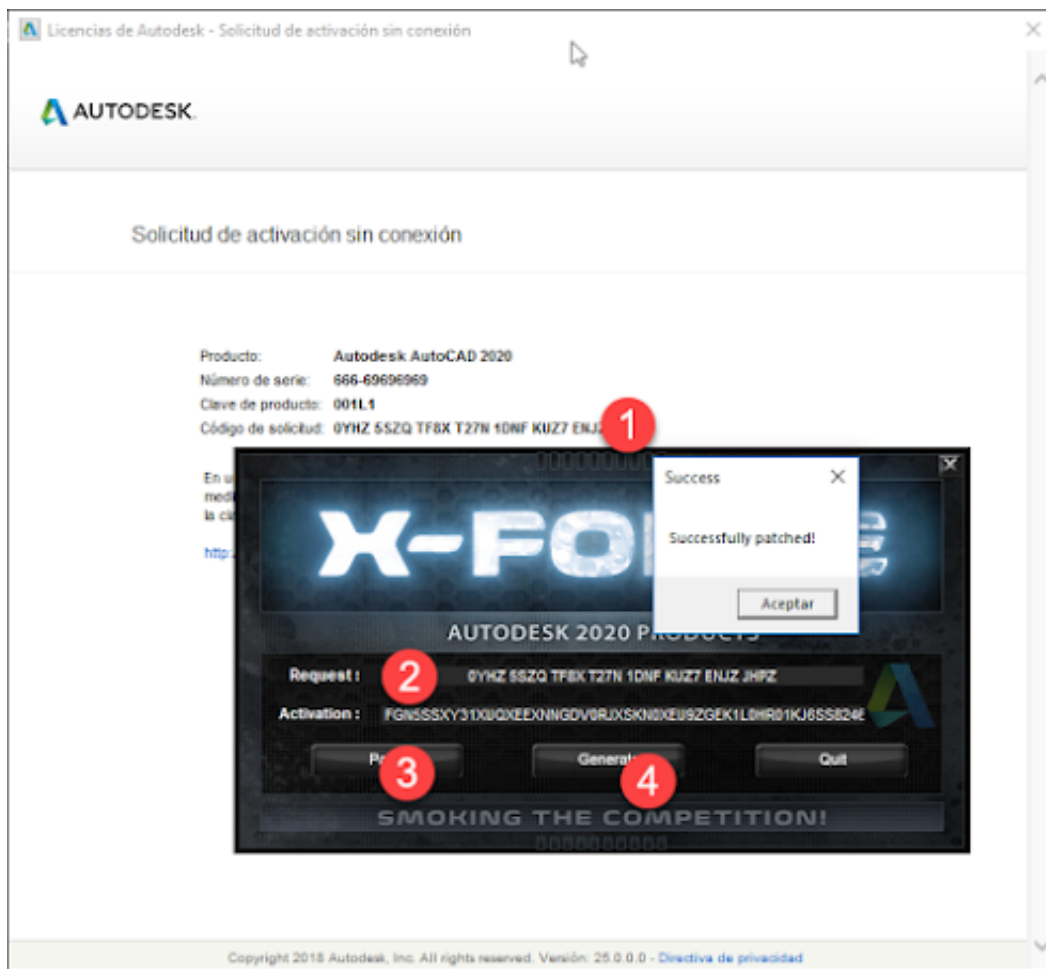 Licencias de Autodesk - Solicitud de activación sin conexión
AUTODESK.
Solicitud de activación sin conexión
Producto: Autodesk AutoCAD 2020
Número de serie: 666-69696969
Clave de producto: 001L1
Código de solicitud: 0YHZ 5SZQ TF8X T27N 1DNF KUZ7 ENJZ
1
En
la
http:
Success
Successfully patched!
Aceptar
AUTODESK 2020 PRODUCTS
Request :
2
0YHZ 5SZQ TF8X T27N 1DNF KUZ7 ENJZ JHPZ
Activation :
3
Generate
4
Quit
SMOKING THE COMPETITION!
Copyright 2018 Autodesk, Inc. All rights reserved. Versión: 25.0.0.0 - Directiva de privacidad